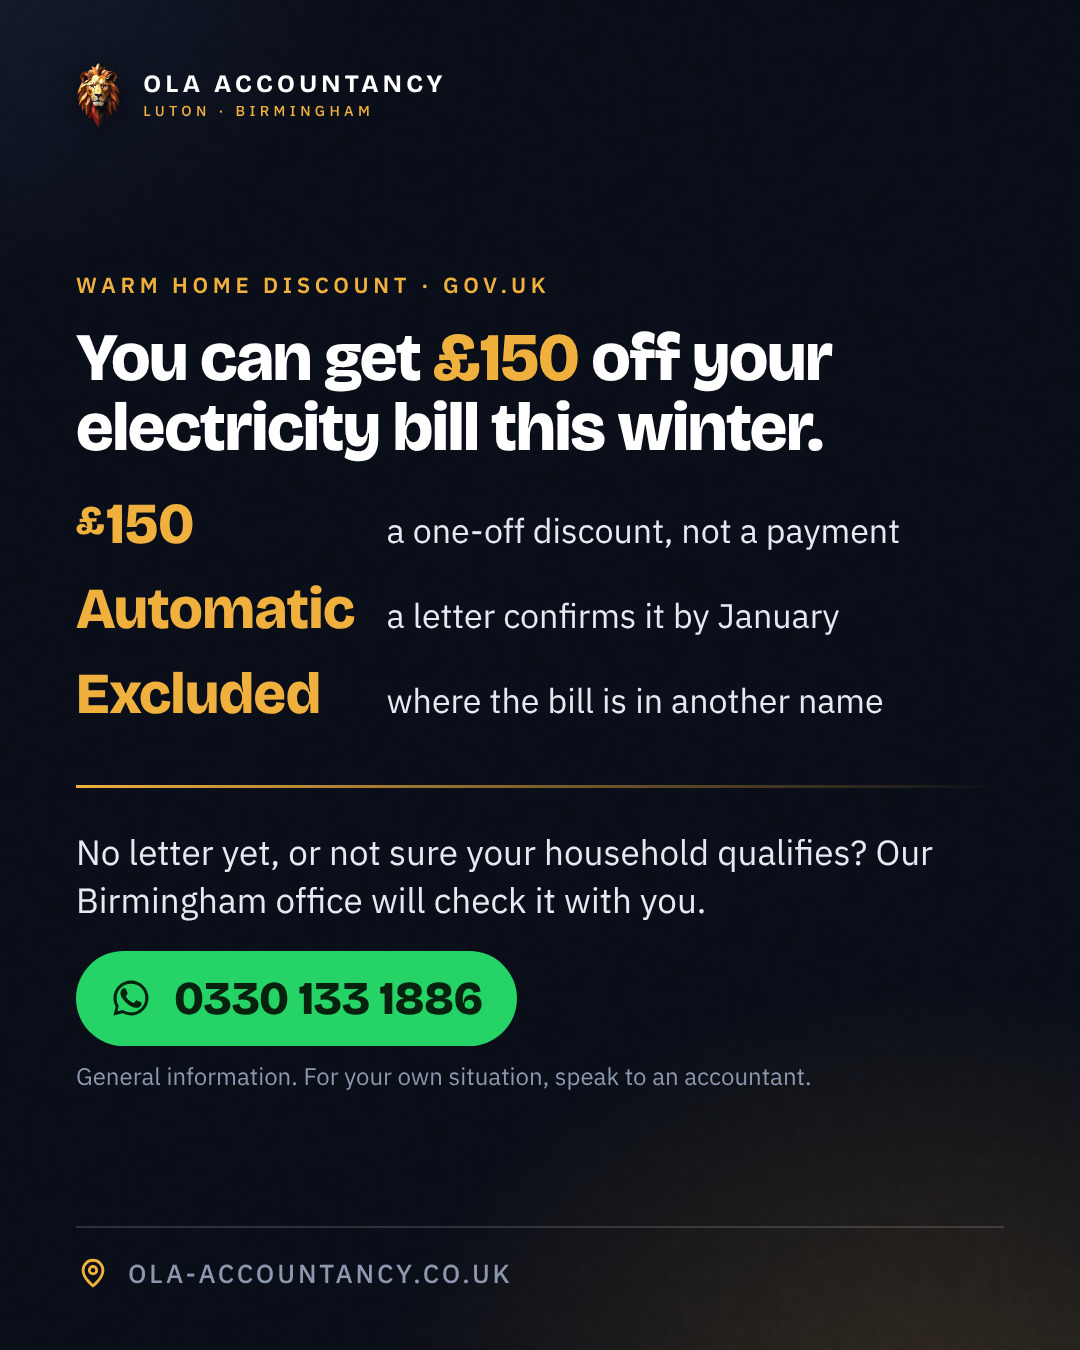 OLA ACCOUNTANCY
LUTON · BIRMINGHAM
WARM HOME DISCOUNT · GOV.UK
You can get £150 off your
electricity bill this winter.
£150 a one-off discount, not a payment
Automatic a letter confirms it by January
Excluded where the bill is in another name
No letter yet, or not sure your household qualifies? Our
Birmingham office will check it with you.
0330 133 1886
General information. For your own situation, speak to an accountant.
OLA-ACCOUNTANCY.CO.UK